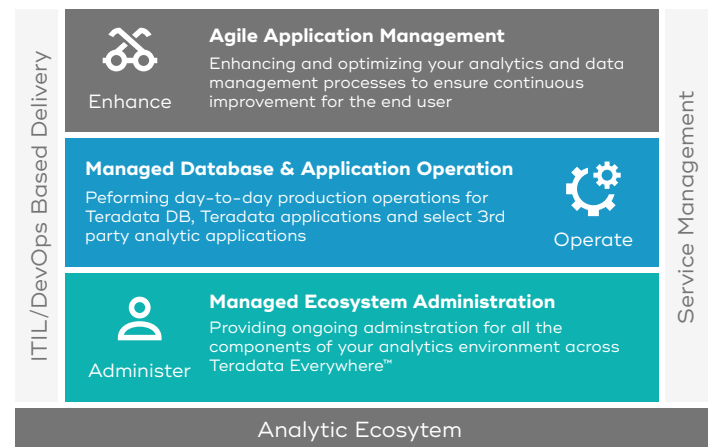 ITIL/DevOps Based Delivery
Enhance
Agile Application Management
Enhancing and optimizing your analytics and data
management processes to ensure continuous
improvement for the end user
Managed Database & Application Operation
Peforming day-to-day production operations for
Teradata DB, Teradata applications and select 3rd
party analytic applications
Operate
Administer
Managed Ecosystem Administration
Providing ongoing adminstration for all the
components of your analytics environment across
Teradata Everywhere™
Service Management
Analytic Ecosytem